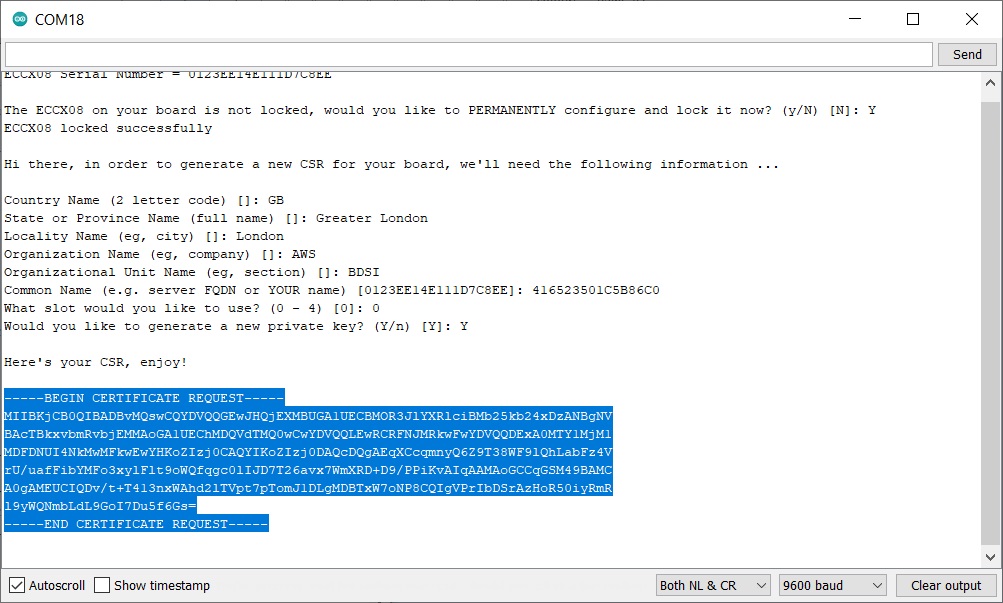 COM18
Send
ECCX08 Serial Number = 0123EE14E111D7C8EE
The ECCX08 on your board is not locked, would you like to PERMANENTLY configure and lock it now? (y/N) [N]: Y
ECCX08 locked successfully
Hi there, in order to generate a new CSR for your board, we'll need the following information ...
Country Name (2 letter code) []: GB
State or Province Name (full name) []: Greater London
Locality Name (eg, city) []: London
Organization Name (eg, company) []: AWS
Organizational Unit Name (eg, section) []: BDSI
Common Name (e.g. server FQDN or YOUR name) [0123EE14E111D7C8EE]: 416523501C5B86C0
What slot would you like to use? (0 - 4) [0]: 0
Would you like to generate a new private key? (Y/n) [Y]: Y
Here's your CSR, enjoy!
-----BEGIN CERTIFICATE REQUEST-----
MIIBKjCB0QIBADBvMQswCQYDVQQGEwJHQjEXMBUGA1UECBMOR3JlYXRlciBMb25kb24xDzANBgNV
BAcTBkxvbmRvbjEMMAoGA1UEChMDQVdTMQ0wCwYDVQQLEwRCRFNJMRkwFwYDVQQDExA0MTY1MjM1
MDFDNUI4NkMwMFkwEwYHKoZIzj0CAQYIKoZIzj0DAQcDQgAEqXCcqmnyQ6Z9T38WF9lQhLabFz4V
rU/uafFibYMFo3xylFlt9oWQfqgc0lIJD7T26avx7WmXRD+D9/PPiKvAIqAAMAoGCCqGSM49BAMC
A0gAMEUCIQDv/t+T4l3nxWAhd2lTVpt7pTomJlDLgMDBTxW7oNP8CQIgVPrIbDSrAzHoR50iyRmR
l9yWQNmbLdL9GoI7Du5f6Gs=
-----END CERTIFICATE REQUEST-----
Autoscroll
Show timestamp
Both NL & CR
9600 baud
Clear output